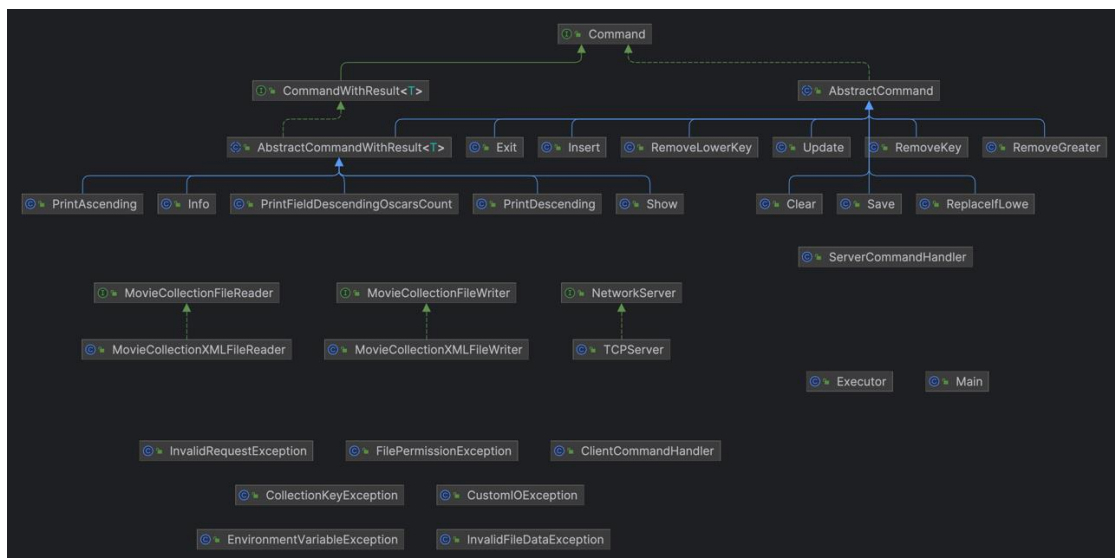 Command
CommandWithResult<T> AbstractCommand
AbstractCommandWithResult<T> Exit Insert RemoveLowerKey Update RemoveKey RemoveGreater
PrintAscending Info PrintFieldDescendingOscarsCount PrintDescending Show Clear Save ReplaceIfLowe
ServerCommandHandler
MovieCollectionFileReader MovieCollectionFileWriter NetworkServer
MovieCollectionXMLFileReader MovieCollectionXMLFileWriter TCPServer
Executor Main
InvalidRequestException FilePermissionException ClientCommandHandler
CollectionKeyException CustomIOException
EnvironmentVariableException InvalidFileDataException